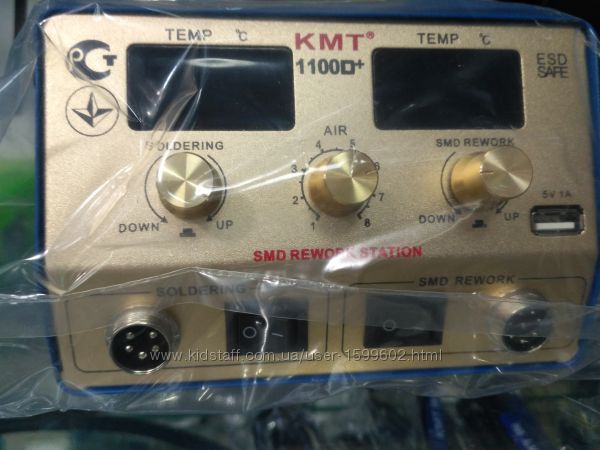 TEMP °C
KMT®
TEMP °C
1100D+
ESD
SAFE
SOLDERING
AIR
SMD REWORK
1 2 3 4 5 6 7 8
DOWN UP
DOWN UP
5V 1A
SMD REWORK STATION
SOLDERING
SMD REWORK
www.kidstaff.com.ua/user-1599602.html